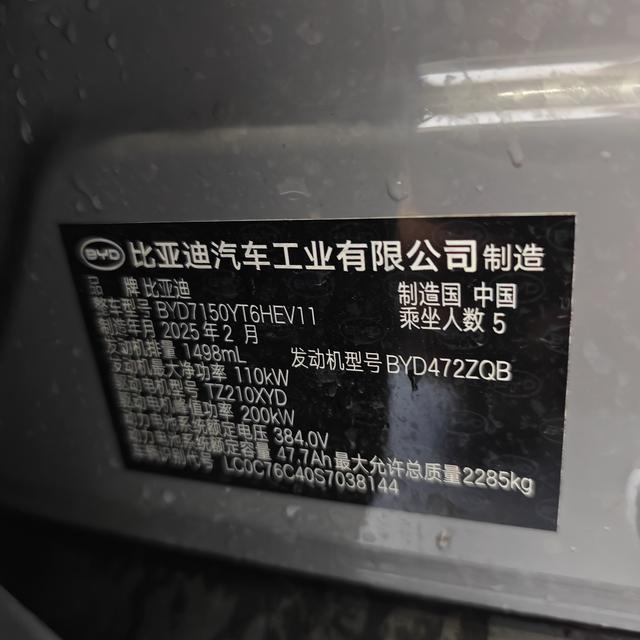 BYD 比亚迪汽车工业有限公司 制造
品 牌 比亚迪 制造国 中国
整车型号 BYD7150YT6HEV11 乘坐人数 5
制造年月 2025年2月
发动机排量 1498mL 发动机型号 BYD472ZQB
发动机最大净功率 110kW
驱动电机型号 TZ210XYD
驱动电机峰值功率 200kW
动力电池系统额定电压 384.0V
动力电池系统额定容量 47.7Ah 最大允许总质量 2285kg
车辆识别代号 LC0C76C40S7038144